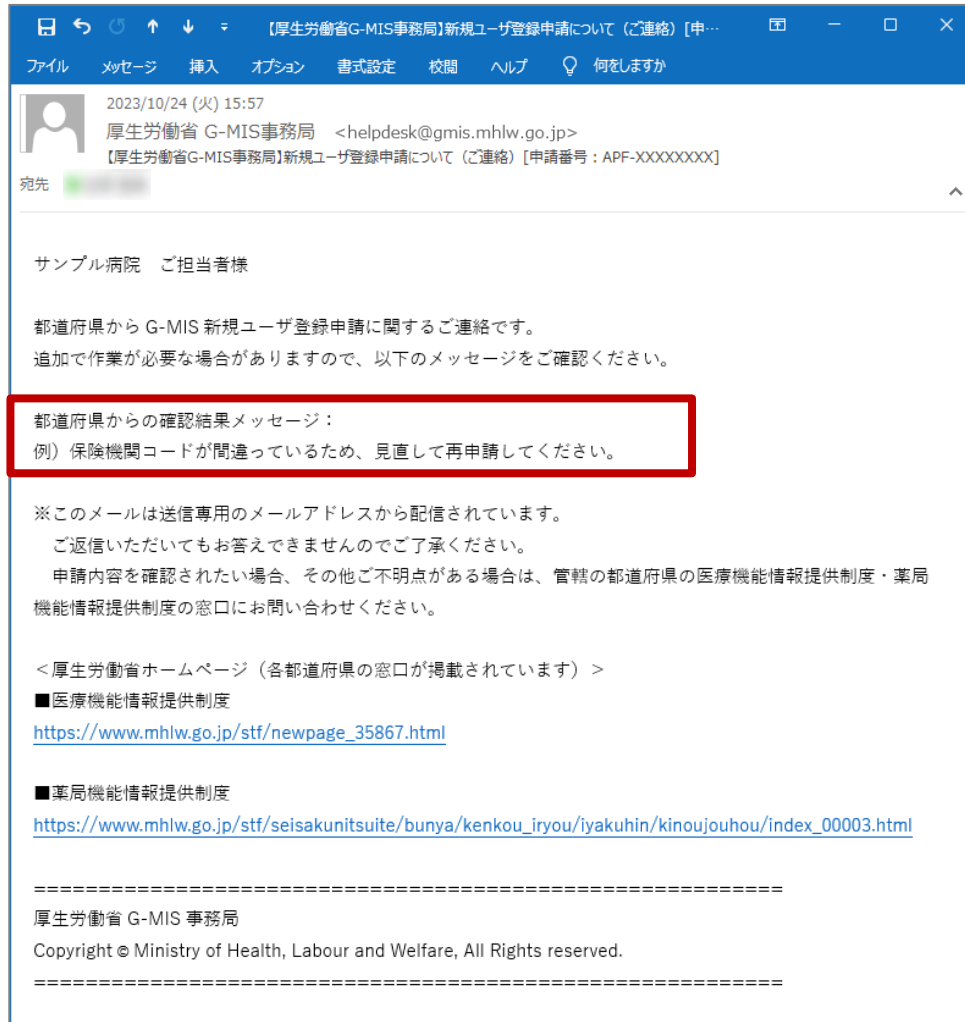 【厚生労働省G-MIS事務局】新規ユーザ登録申請について（ご連絡）[申…
ファイル メッセージ 挿入 オプション 書式設定 校閲 ヘルプ 何をしますか
2023/10/24 (火) 15:57
厚生労働省 G-MIS事務局 <helpdesk@gmis.mhlw.go.jp>
【厚生労働省G-MIS事務局】新規ユーザ登録申請について（ご連絡）[申請番号：APF-XXXXXXXX]
宛先
サンプル病院　ご担当者様
都道府県から G-MIS 新規ユーザ登録申請に関するご連絡です。
追加で作業が必要な場合がありますので、以下のメッセージをご確認ください。
都道府県からの確認結果メッセージ：
例）保険機関コードが間違っているため、見直して再申請してください。
※このメールは送信専用のメールアドレスから配信されています。
ご返信いただいてもお答えできませんのでご了承ください。
申請内容を確認されたい場合、その他ご不明点がある場合は、管轄の都道府県の医療機能情報提供制度・薬局
機能情報提供制度の窓口にお問い合わせください。
＜厚生労働省ホームページ（各都道府県の窓口が掲載されています）＞
■医療機能情報提供制度
https://www.mhlw.go.jp/stf/newpage_35867.html
■薬局機能情報提供制度
https://www.mhlw.go.jp/stf/seisakunitsuite/bunya/kenkou_iryou/iyakuhin/kinoujouhou/index_00003.html
==========================================================
厚生労働省 G-MIS 事務局
Copyright © Ministry of Health, Labour and Welfare, All Rights reserved.
==========================================================